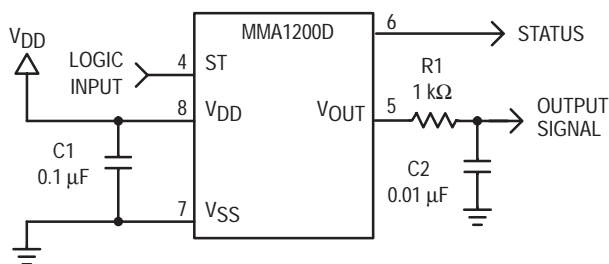 MMA1200D
6
STATUS
VDD
LOGIC
INPUT
4
ST
R1
1 kΩ
8
VDD
VOUT
5
OUTPUT
SIGNAL
C1
0.1 µF
C2
0.01 µF
7
VSS